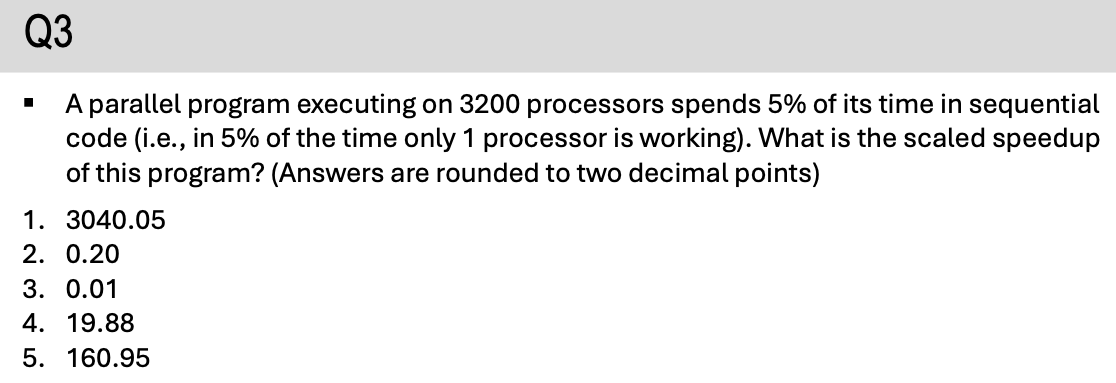 Q3
▪ A parallel program executing on 3200 processors spends 5% of its time in sequential
code (i.e., in 5% of the time only 1 processor is working). What is the scaled speedup
of this program? (Answers are rounded to two decimal points)
1. 3040.05
2. 0.20
3. 0.01
4. 19.88
5. 160.95